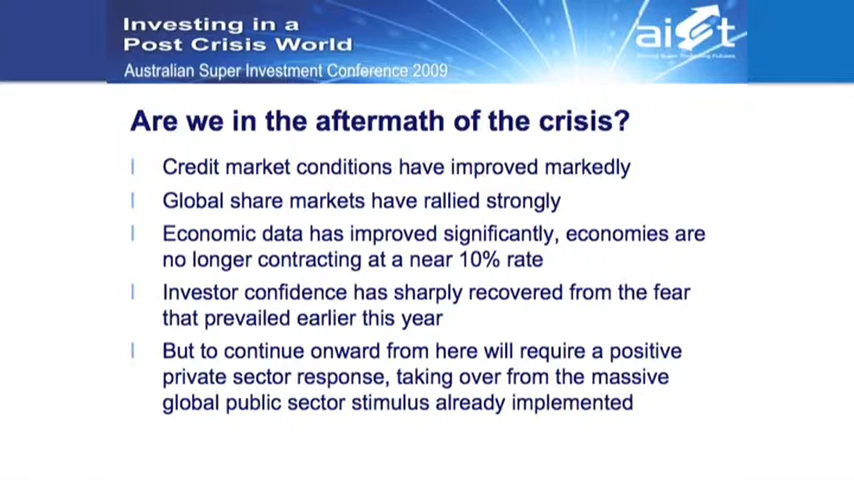 Investing in a
Post Crisis World
Australian Super Investment Conference 2009
aist
Are we in the aftermath of the crisis?
Credit market conditions have improved markedly
Global share markets have rallied strongly
Economic data has improved significantly, economies are
no longer contracting at a near 10% rate
Investor confidence has sharply recovered from the fear
that prevailed earlier this year
But to continue onward from here will require a positive
private sector response, taking over from the massive
global public sector stimulus already implemented